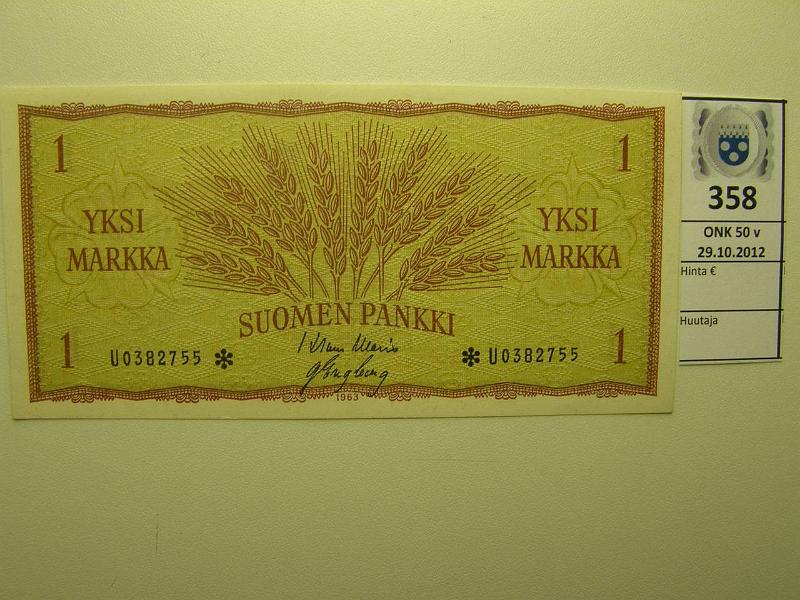 1
1
YKSI
MARKKA
YKSI
MARKKA
SUOMEN PANKKI
1
U0382755 *
* U0382755
1
1963
358
ONK 50 v
29.10.2012
Hinta €
Huutaja